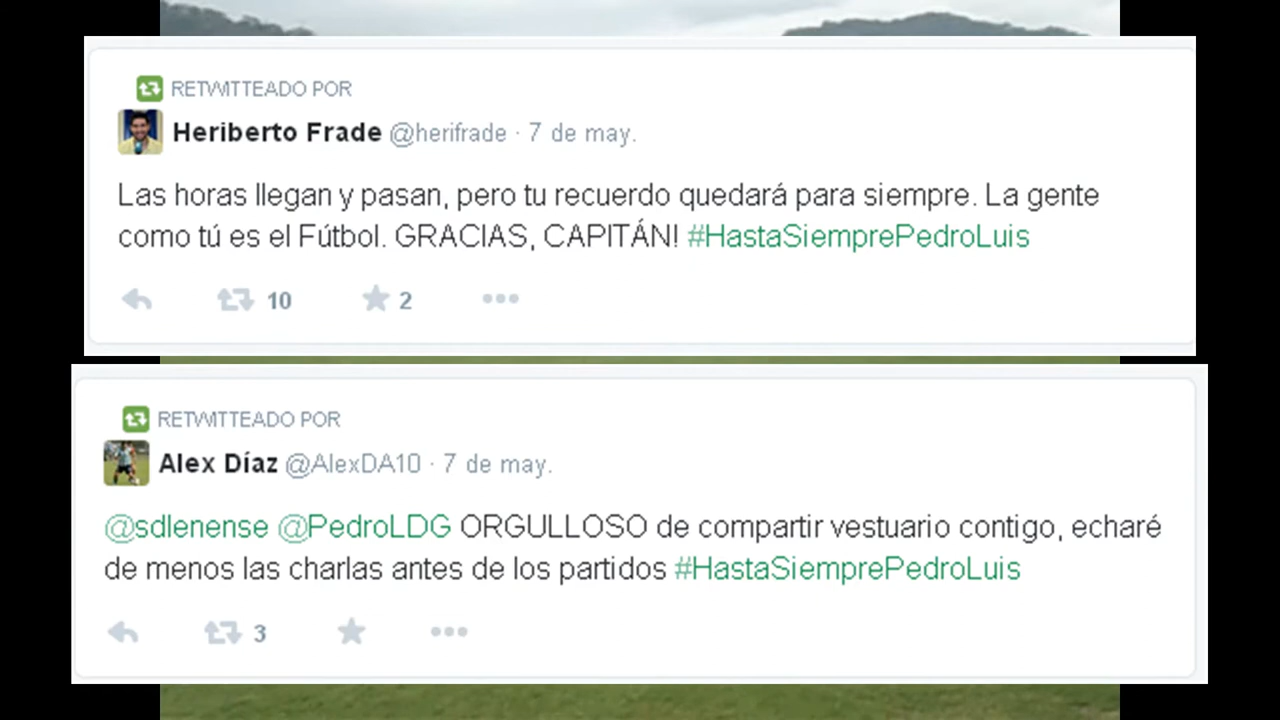 RETWITTEADO POR
Heriberto Frade @herifrade · 7 de may.
Las horas llegan y pasan, pero tu recuerdo quedará para siempre. La gente
como tú es el Fútbol. GRACIAS, CAPITÁN! #HastaSiemprePedroLuis
10 2
RETWITTEADO POR
Alex Díaz @AlexDA10 · 7 de may.
@sdlenense @PedroLDG ORGULLOSO de compartir vestuario contigo, echaré
de menos las charlas antes de los partidos #HastaSiemprePedroLuis
3